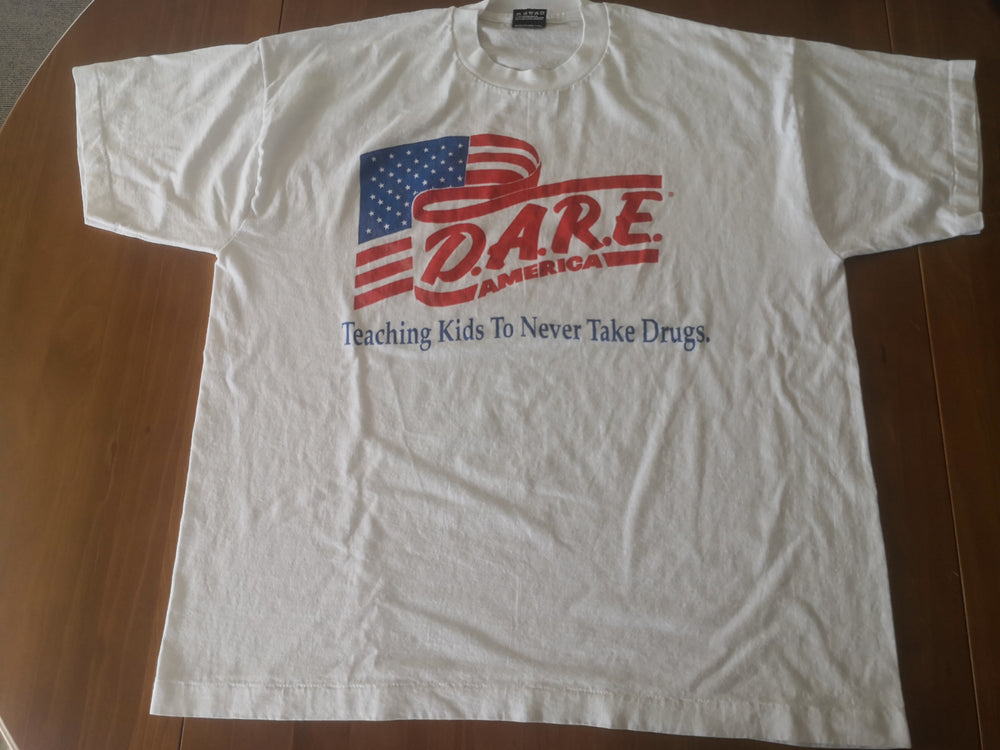 D.A.R.E.
AMERICA
Teaching Kids To Never Take Drugs.